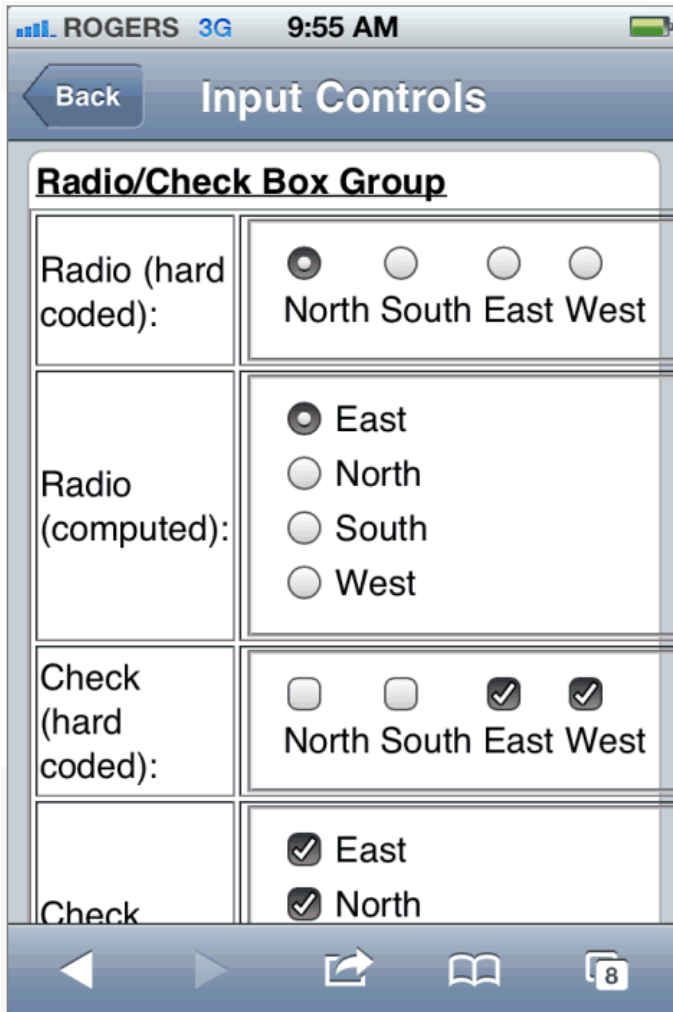 ROGERS 3G 9:55 AM
Back Input Controls
Radio/Check Box Group
Radio (hard
coded):
North South East West
Radio
(computed):
East
North
South
West
Check
(hard
coded):
North South East West
Check
East
North
8